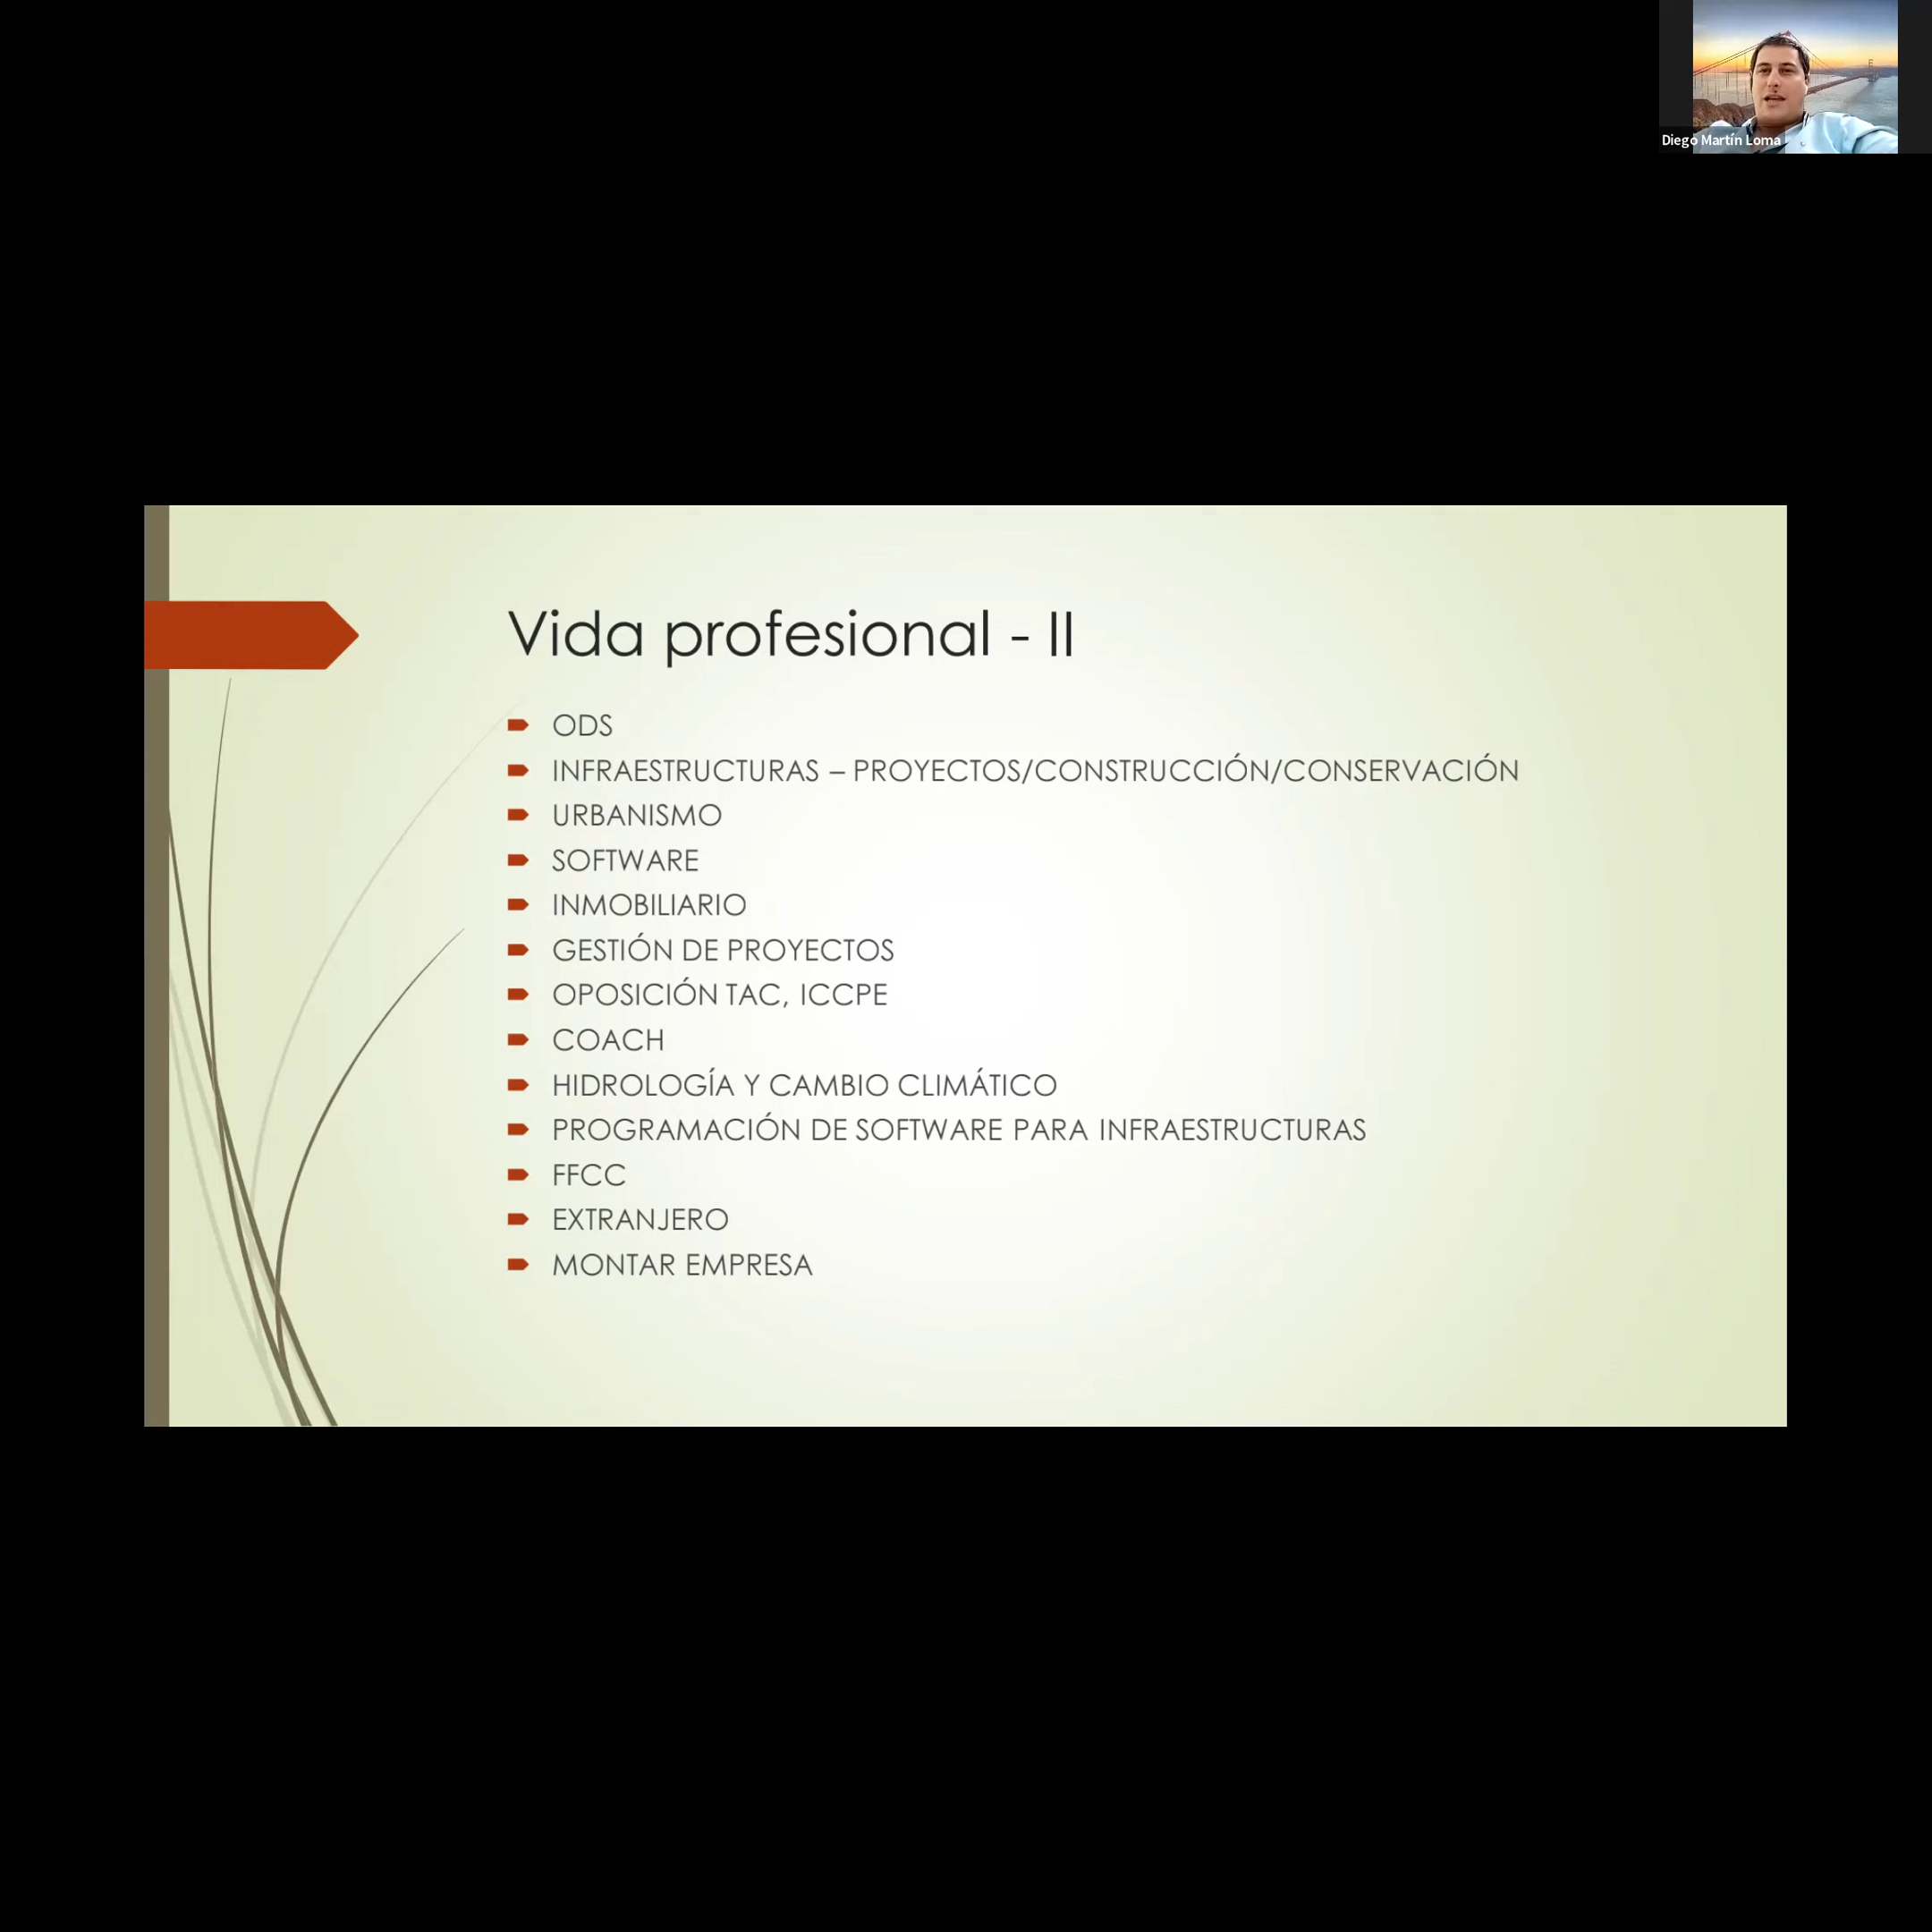 Diego Martín Loma
Vida profesional - II
ODS
INFRAESTRUCTURAS – PROYECTOS/CONSTRUCCIÓN/CONSERVACIÓN
URBANISMO
SOFTWARE
INMOBILIARIO
GESTIÓN DE PROYECTOS
OPOSICIÓN TAC, ICCPE
COACH
HIDROLOGÍA Y CAMBIO CLIMÁTICO
PROGRAMACIÓN DE SOFTWARE PARA INFRAESTRUCTURAS
FFCC
EXTRANJERO
MONTAR EMPRESA